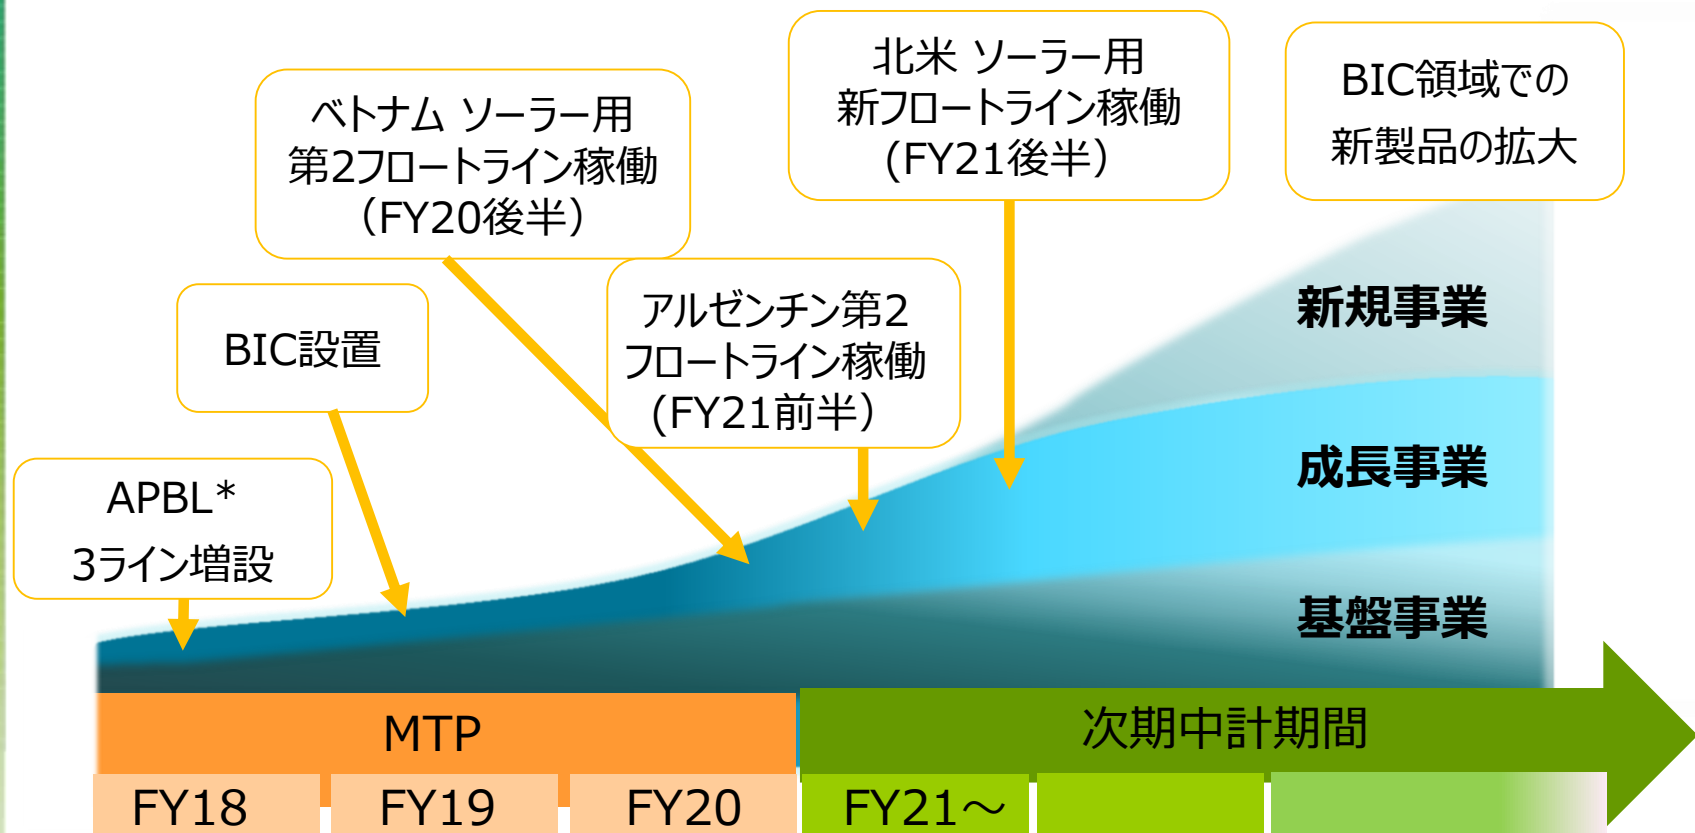 北米 ソーラー用
新フロートライン稼働
(FY21後半）
BIC領域での
新製品の拡大
ベトナム ソーラー用
第2フロートライン稼働
（FY20後半）
アルゼンチン第2
フロートライン稼働
(FY21前半）
BIC設置
APBL*
3ライン増設
新規事業
成長事業
基盤事業
MTP
次期中計期間
FY18
FY19
FY20
FY21～